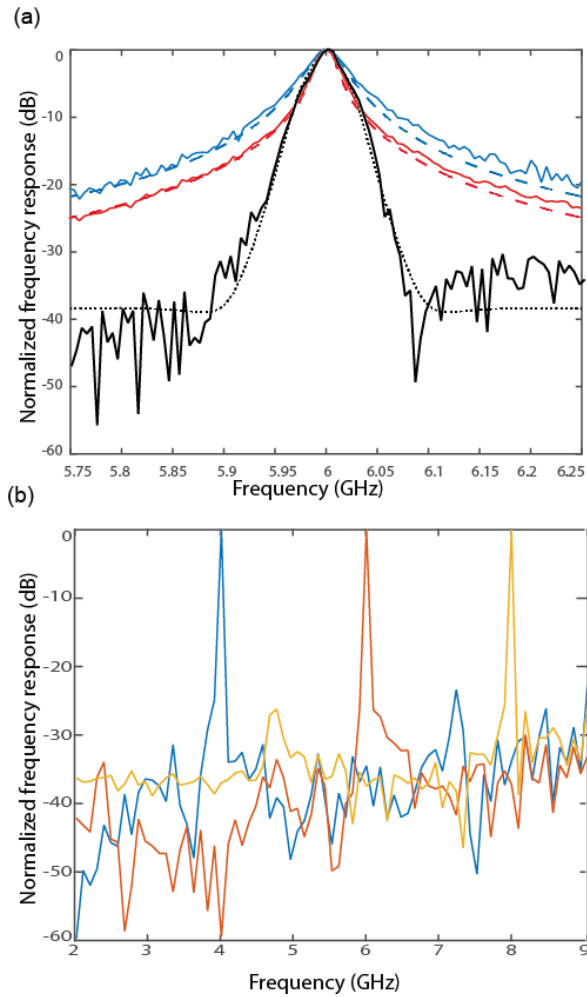 (a)
Normalized frequency response (dB)
0
-10
-20
-30
-40
-50
-60
5.75 5.8 5.85 5.9 5.95 6 6.05 6.1 6.15 6.2 6.25
Frequency (GHz)
(b)
Normalized frequency response (dB)
0
-10
-20
-30
-40
-50
-60
2 3 4 5 6 7 8 9
Frequency (GHz)